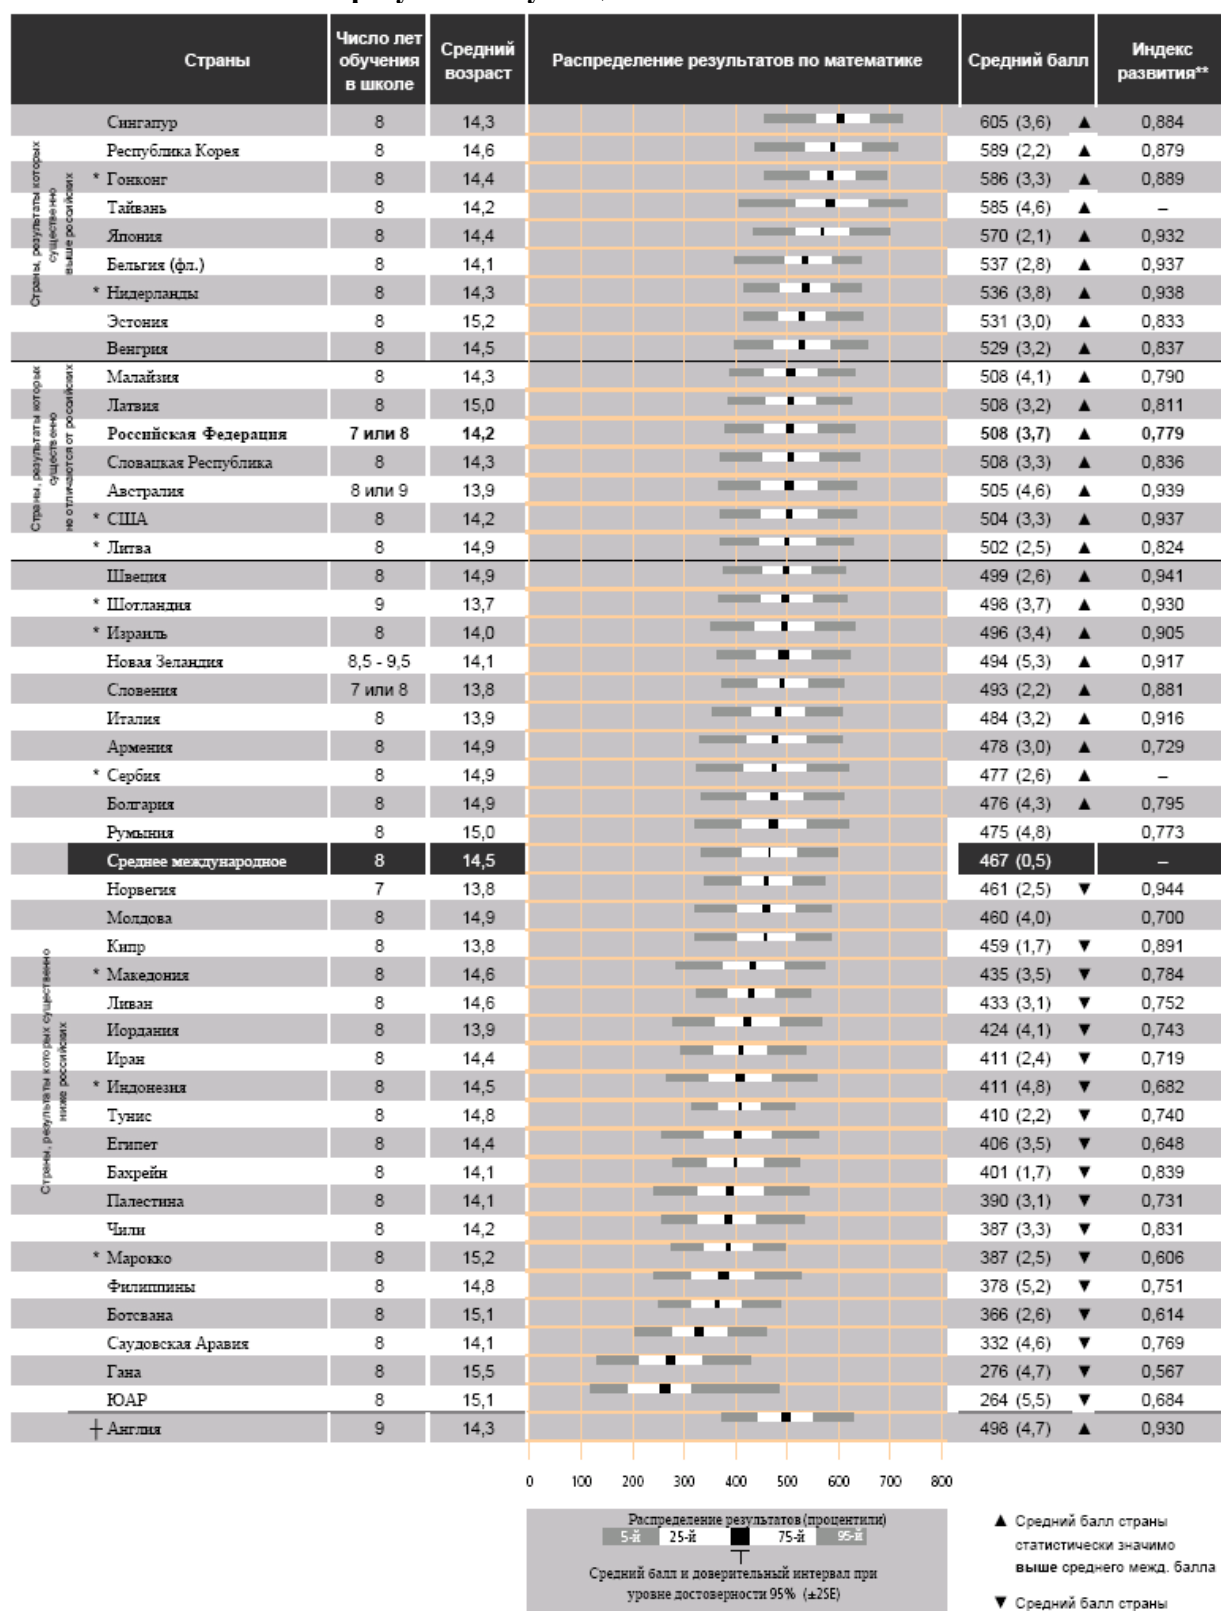 Страны
Число лет обучения в школе
Средний возраст
Распределение результатов по математике
Средний балл
Индекс развития**
Страны, результаты которых существенно выше российских
Сингапур 8 14,3 605 (3,6) ▲ 0,884
Республика Корея 8 14,6 589 (2,2) ▲ 0,879
* Гонконг 8 14,4 586 (3,3) ▲ 0,889
Тайвань 8 14,2 585 (4,6) ▲ –
Япония 8 14,4 570 (2,1) ▲ 0,932
Бельгия (фл.) 8 14,1 537 (2,8) ▲ 0,937
* Нидерланды 8 14,3 536 (3,8) ▲ 0,938
Эстония 8 15,2 531 (3,0) ▲ 0,833
Венгрия 8 14,5 529 (3,2) ▲ 0,837
Страны, результаты которых существенно не отличаются от российских
Малайзия 8 14,3 508 (4,1) ▲ 0,790
Латвия 8 15,0 508 (3,2) ▲ 0,811
Российская Федерация 7 или 8 14,2 508 (3,7) ▲ 0,779
Словацкая Республика 8 14,3 508 (3,3) ▲ 0,836
Австралия 8 или 9 13,9 505 (4,6) ▲ 0,939
* США 8 14,2 504 (3,3) ▲ 0,937
* Литва 8 14,9 502 (2,5) ▲ 0,824
Швеция 8 14,9 499 (2,6) ▲ 0,941
* Шотландия 9 13,7 498 (3,7) ▲ 0,930
* Израиль 8 14,0 496 (3,4) ▲ 0,905
Новая Зеландия 8,5 - 9,5 14,1 494 (5,3) ▲ 0,917
Словения 7 или 8 13,8 493 (2,2) ▲ 0,881
Италия 8 13,9 484 (3,2) ▲ 0,916
Армения 8 14,9 478 (3,0) ▲ 0,729
* Сербия 8 14,9 477 (2,6) ▲ –
Болгария 8 14,9 476 (4,3) ▲ 0,795
Румыния 8 15,0 475 (4,8) 0,773
Среднее международное 8 14,5 467 (0,5) –
Страны, результаты которых существенно ниже российских
Норвегия 7 13,8 461 (2,5) ▼ 0,944
Молдова 8 14,9 460 (4,0) 0,700
Кипр 8 13,8 459 (1,7) ▼ 0,891
* Македония 8 14,6 435 (3,5) ▼ 0,784
Ливан 8 14,6 433 (3,1) ▼ 0,752
Иордания 8 13,9 424 (4,1) ▼ 0,743
Иран 8 14,4 411 (2,4) ▼ 0,719
* Индонезия 8 14,5 411 (4,8) ▼ 0,682
Тунис 8 14,8 410 (2,2) ▼ 0,740
Египет 8 14,4 406 (3,5) ▼ 0,648
Бахрейн 8 14,1 401 (1,7) ▼ 0,839
Палестина 8 14,1 390 (3,1) ▼ 0,731
Чили 8 14,2 387 (3,3) ▼ 0,831
* Марокко 8 15,2 387 (2,5) ▼ 0,606
Филиппины 8 14,8 378 (5,2) ▼ 0,751
Ботсвана 8 15,1 366 (2,6) ▼ 0,614
Саудовская Аравия 8 14,1 332 (4,6) ▼ 0,769
Гана 8 15,5 276 (4,7) ▼ 0,567
ЮАР 8 15,1 264 (5,5) ▼ 0,684
┼ Англия 9 14,3 498 (4,7) ▲ 0,930
0 100 200 300 400 500 600 700 800
Распределение результатов (процентили)
5-й 25-й 75-й 95-й
Средний балл и доверительный интервал при
уровне достоверности 95% (±2SE)
▲ Средний балл страны
статистически значимо
выше среднего межд. балла
▼ Средний балл страны